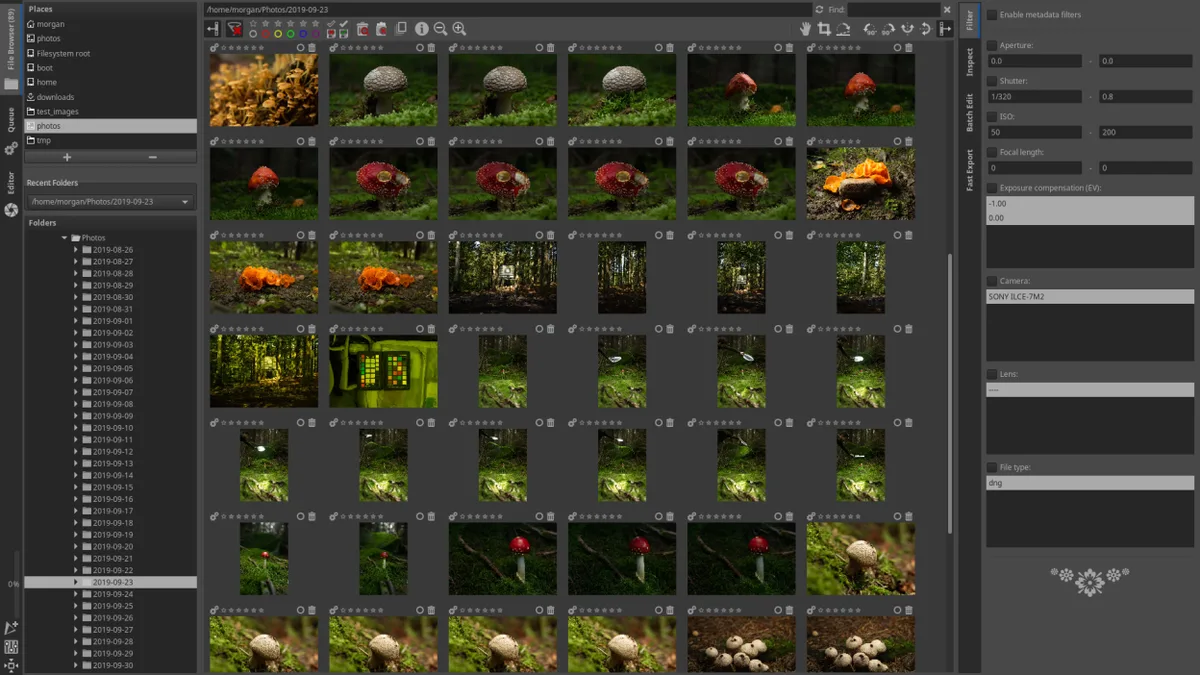 File Browser (89)
Queue
Editor
0%
Places
morgan
photos
Filesystem root
boot
home
downloads
test_images
photos
tmp
Recent Folders
/home/morgan/Photos/2019-09-23
Folders
Photos
2019-08-26
2019-08-27
2019-08-28
2019-08-29
2019-08-30
2019-08-31
2019-09-01
2019-09-02
2019-09-03
2019-09-04
2019-09-05
2019-09-06
2019-09-07
2019-09-08
2019-09-09
2019-09-10
2019-09-11
2019-09-12
2019-09-13
2019-09-14
2019-09-15
2019-09-16
2019-09-17
2019-09-18
2019-09-19
2019-09-20
2019-09-21
2019-09-22
2019-09-23
2019-09-24
2019-09-25
2019-09-26
2019-09-27
2019-09-28
2019-09-29
2019-09-30
/home/morgan/Photos/2019-09-23
Find:
90°
90°
Filter
Inspect
Batch Edit
Fast Export
Enable metadata filters
Aperture:
0.0 - 0.0
Shutter:
1/320 - 0.8
ISO:
50 - 200
Focal length:
0 - 0
Exposure compensation (EV):
-1.00
0.00
Camera:
SONY ILCE-7M2
Lens:
----
File type:
dng